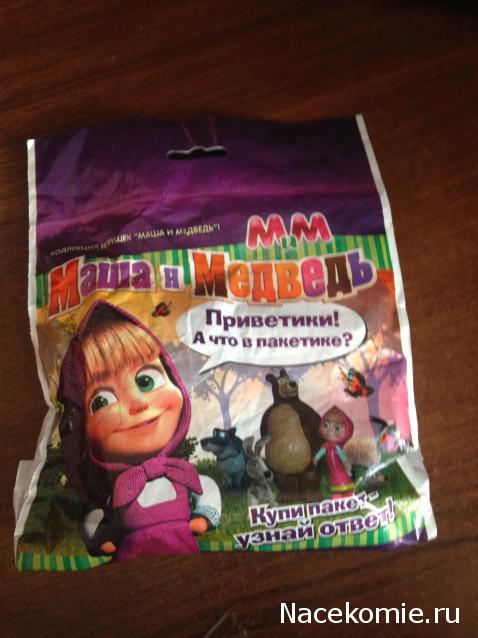 КОЛЛЕКЦИЯ ИГРУШЕК "МАША И МЕДВЕДЬ"!
М и М
Маша и Медведь
Приветики!
А что в пакетике?
Купи пакет-
узнай ответ!
Nacekomie.ru